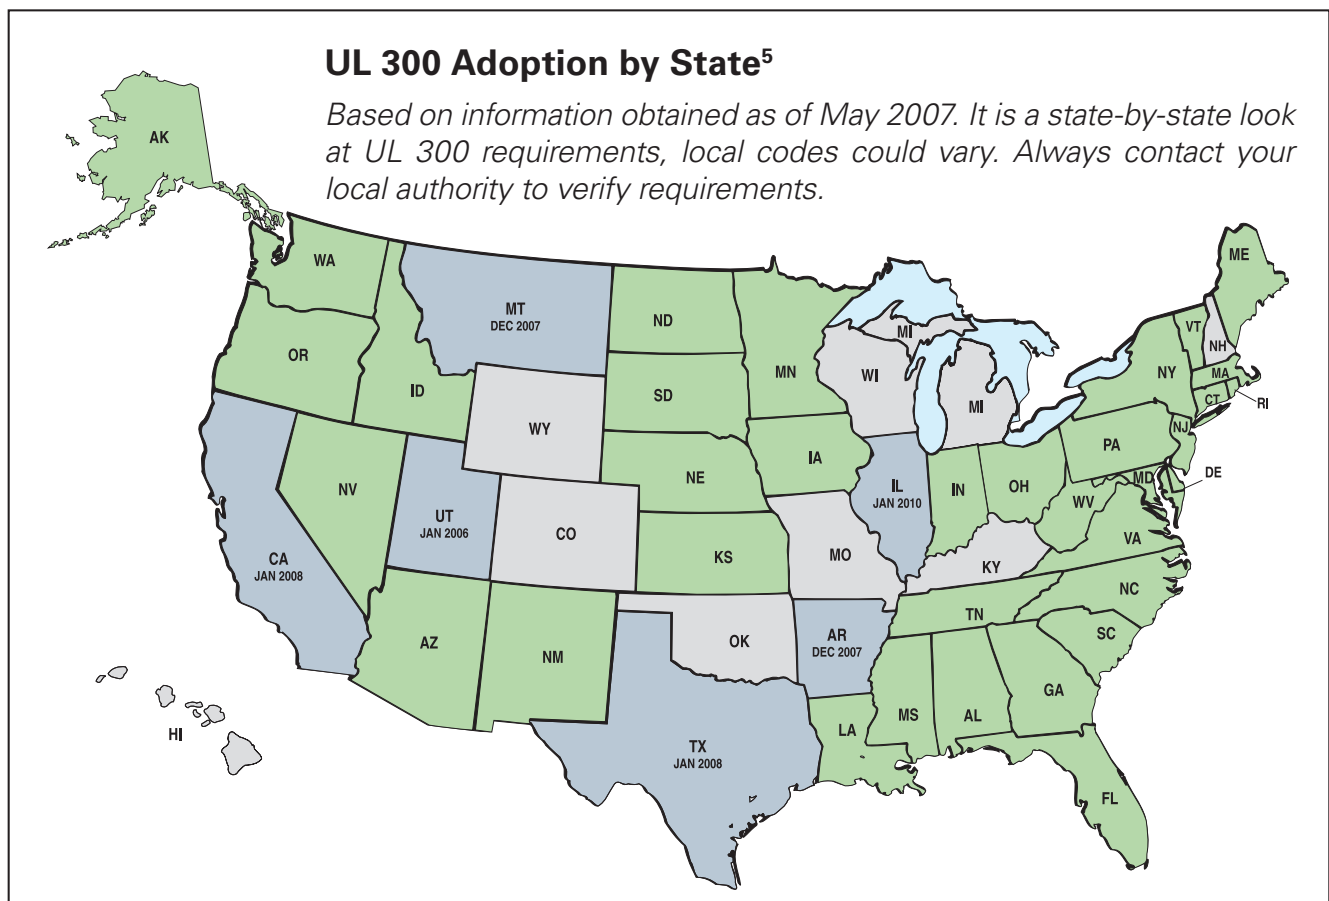 UL 300 Adoption by State5
Based on information obtained as of May 2007. It is a state-by-state look
at UL 300 requirements, local codes could vary. Always contact your
local authority to verify requirements.
AK
WA
MT
DEC 2007
ND
MN
MI
WI
MI
ME
VT
NH
NY
MA
CT
RI
OR
ID
SD
WY
IA
NE
PA
NJ
DE
MD
NV
UT
JAN 2006
CO
IL
JAN 2010
IN
OH
WV
VA
CA
JAN 2008
KS
MO
KY
NC
TN
SC
AZ
NM
OK
AR
DEC 2007
GA
AL
MS
LA
HI
TX
JAN 2008
FL